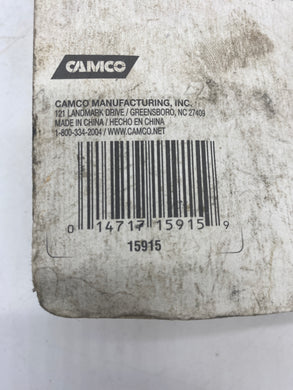 CAMCO
CAMCO MANUFACTURING, INC.
121 LANDMARK DRIVE / GREENSBORO, NC 27409
MADE IN CHINA / HECHO EN CHINA
1-800-334-2004 / WWW.CAMCO.NET
0 14717 15915 9
15915